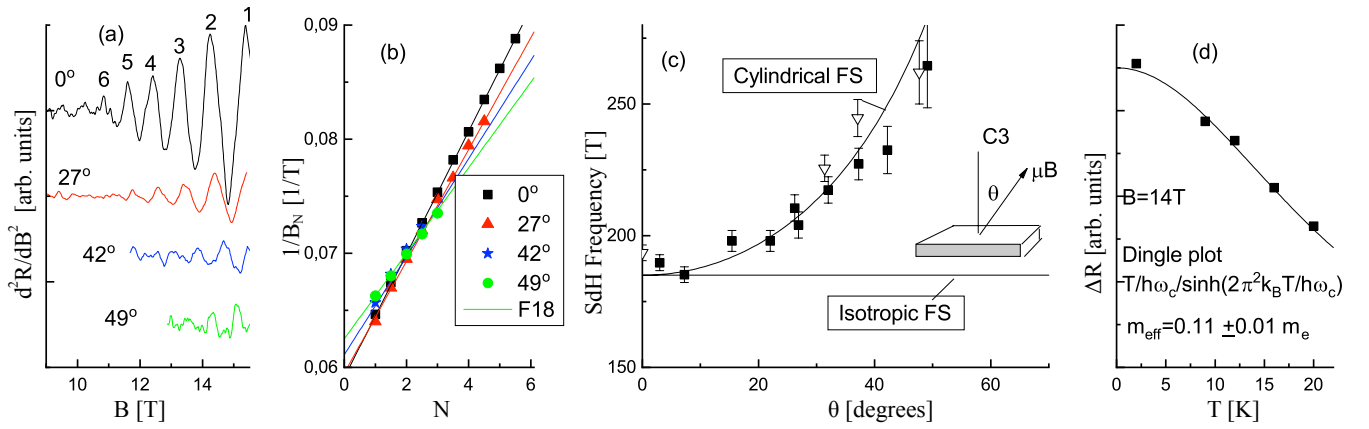 (a)
1
2
3
4
5
6
0°
27°
42°
49°
d²R/dB² [arb. units]
10 12 14
B [T]
(b)
0,09
0,08
0,07
0,06
1/B_N [1/T]
0°
27°
42°
49°
F18
0 2 4 6
N
(c)
Cylindrical FS
250
200
150
SdH Frequency [T]
C3
θ
μB
Isotropic FS
0 20 40 60
θ [degrees]
(d)
ΔR [arb. units]
B=14T
Dingle plot
T/hω_c/sinh(2π²k_BT/hω_c)
m_eff=0.11 ±0.01 m_e
0 5 10 15 20
T [K]